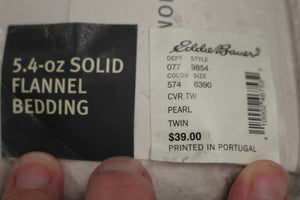 5.4-oz SOLID
FLANNEL
BEDDING
Eddie Bauer
DEPT STYLE
077 9854
COLOR SIZE
574 6390
CVR TW
PEARL
TWIN
$39.00
PRINTED IN PORTUGAL